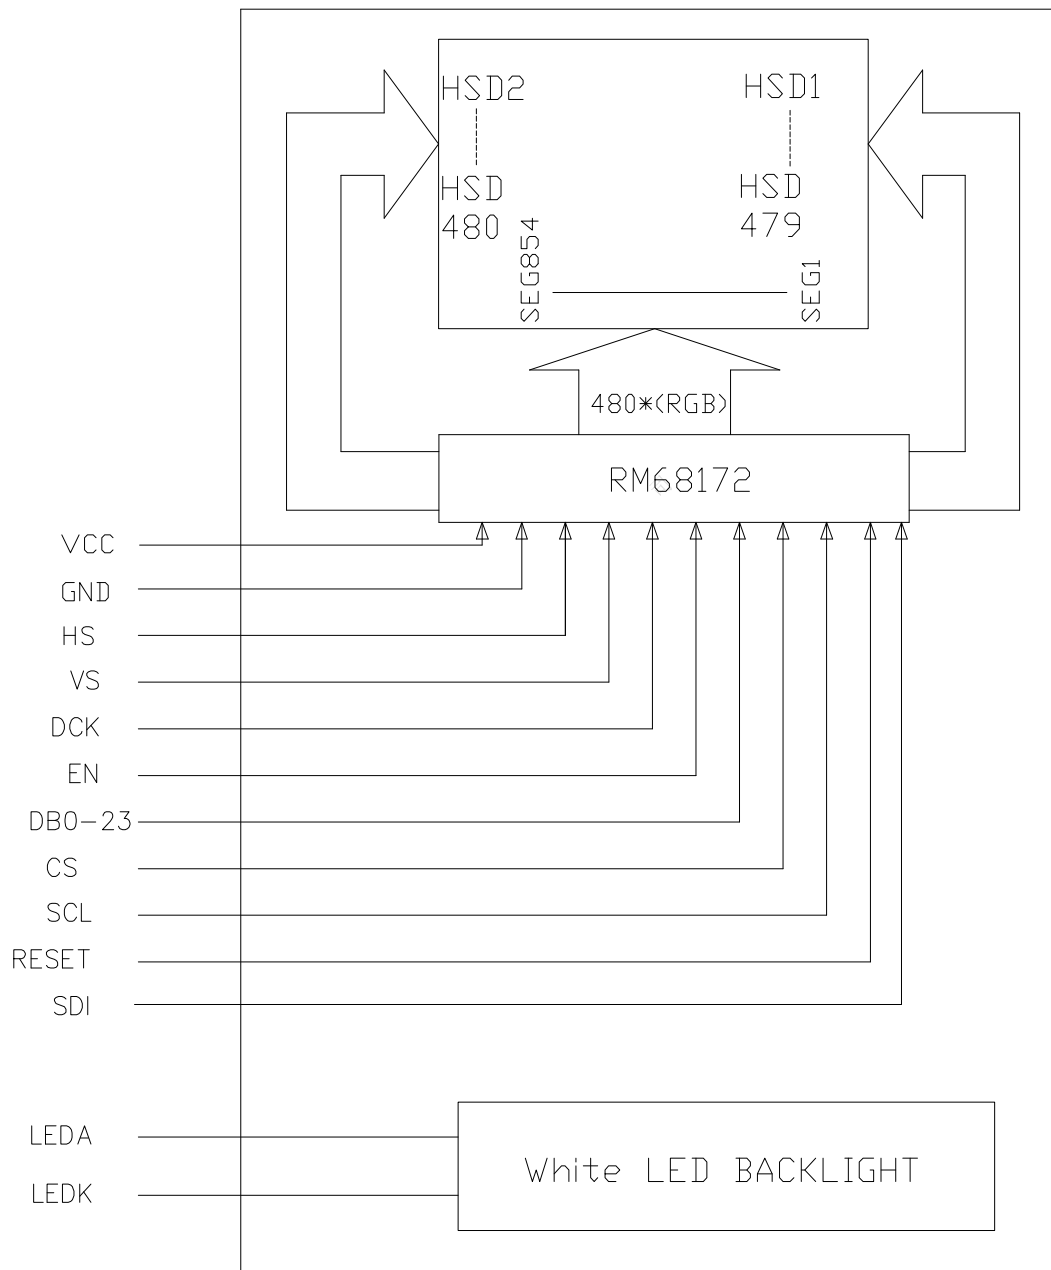 HSD2
HSD1
HSD
480
HSD
479
SEG854
SEG1
480*(RGB)
RM68172
VCC
GND
HS
VS
DCK
EN
DB0-23
CS
SCL
RESET
SDI
LEDA
White LED BACKLIGHT
LEDK